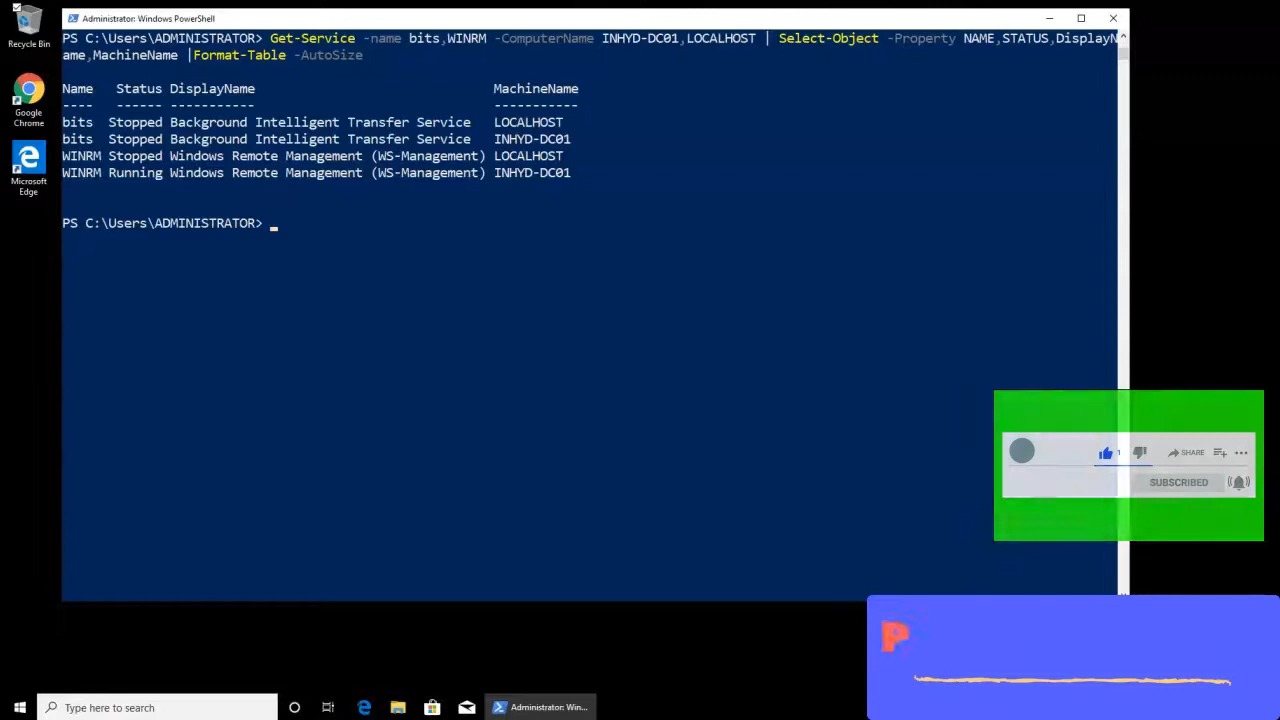 Recycle Bin
Google
Chrome
Microsoft
Edge
Administrator: Windows PowerShell
PS C:\Users\ADMINISTRATOR> Get-Service -name bits,WINRM -ComputerName INHYD-DC01,LOCALHOST | Select-Object -Property NAME,STATUS,DisplayN
ame,MachineName |Format-Table -AutoSize
Name Status DisplayName MachineName
---- ------ ----------- -----------
bits Stopped Background Intelligent Transfer Service LOCALHOST
bits Stopped Background Intelligent Transfer Service INHYD-DC01
WINRM Stopped Windows Remote Management (WS-Management) LOCALHOST
WINRM Running Windows Remote Management (WS-Management) INHYD-DC01
PS C:\Users\ADMINISTRATOR>
1 SHARE
SUBSCRIBED
P
Type here to search
Administrator: Win...